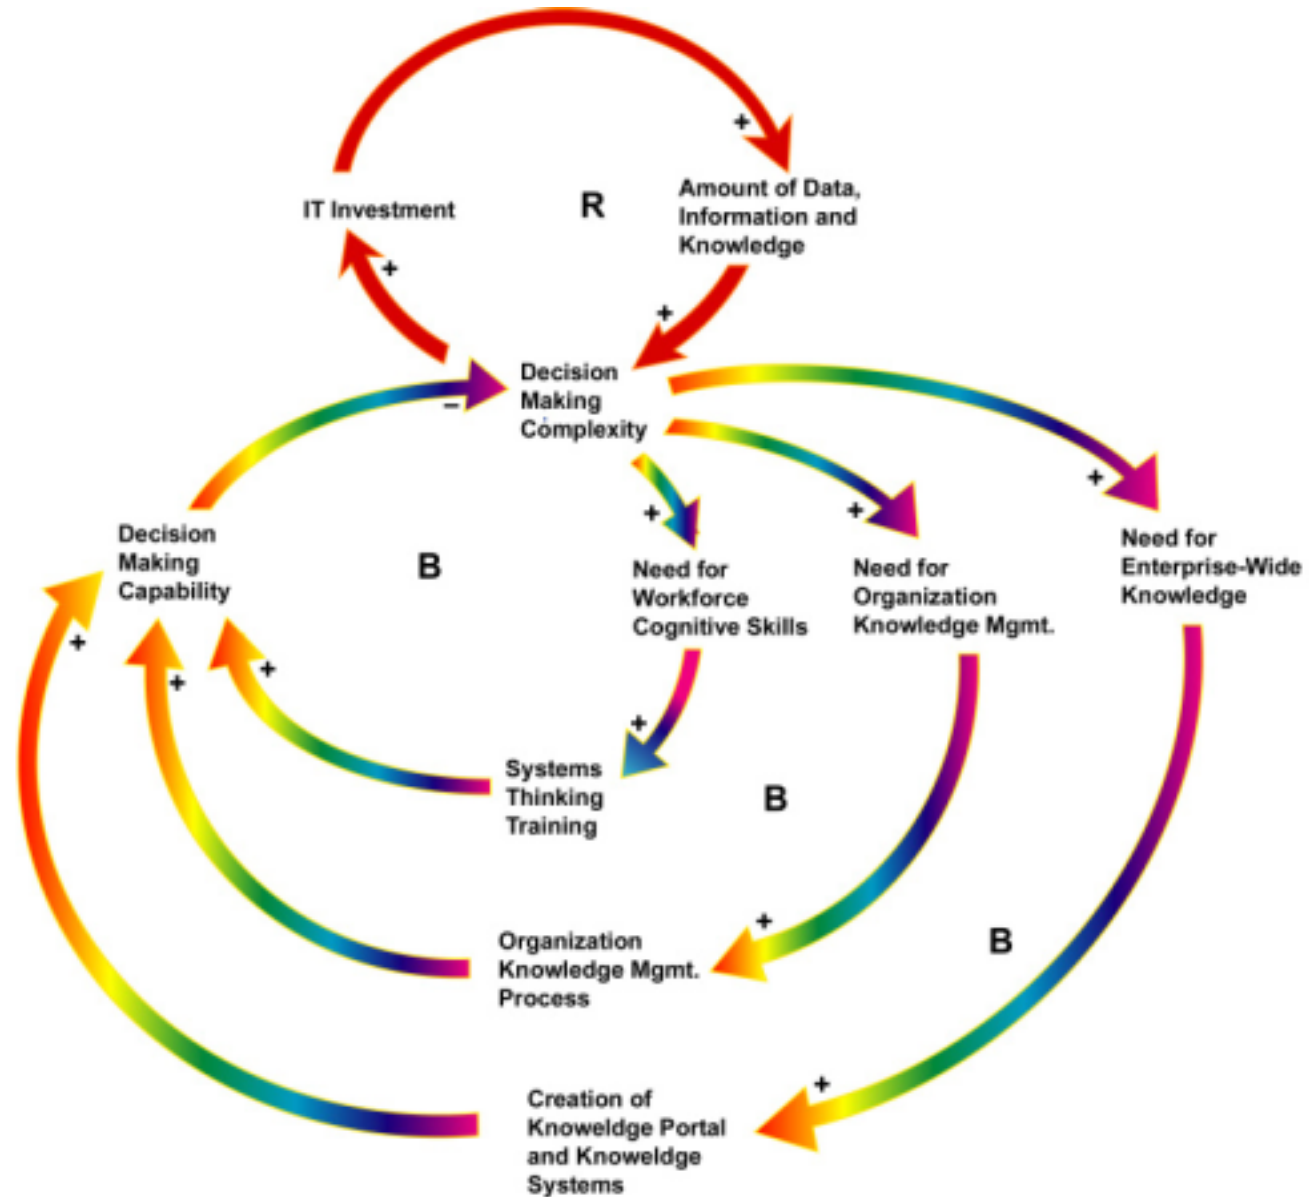 +
IT Investment
R
Amount of Data,
Information and
Knowledge
+
+
Decision
Making
Complexity
–
+
+
+
Decision
Making
Capability
B
Need for
Workforce
Cognitive Skills
Need for
Organization
Knowledge Mgmt.
Need for
Enterprise-Wide
Knowledge
+
+
+
+
Systems
Thinking
Training
B
+
Organization
Knowledge Mgmt.
Process
B
+
Creation of
Knoweldge Portal
and Knoweldge
Systems